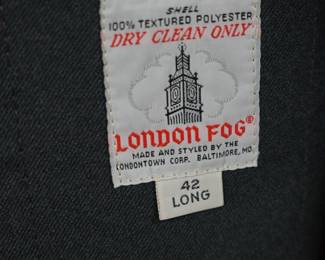 SHELL
100% TEXTURED POLYESTER
DRY CLEAN ONLY
LONDON FOG®
MADE AND STYLED BY THE
LONDONTOWN CORP. BALTIMORE, MD.
42
LONG